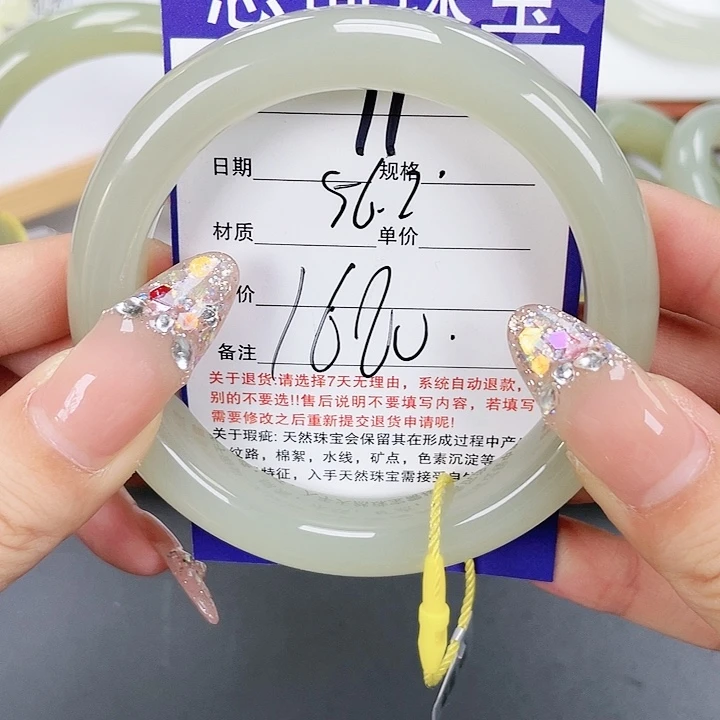 珠宝
11
日期 规格
56.2
材质 单价
价
1620.
备注
关于退货:请选择7天无理由，系统自动退款，
别的不要选!!售后说明不要填写内容，若填写
需要修改之后重新提交退货申请呢!
关于瑕疵: 天然珠宝会保留其在形成过程中产
纹路，棉絮，水线，矿点，色素沉淀等
特征，入手天然珠宝需接受